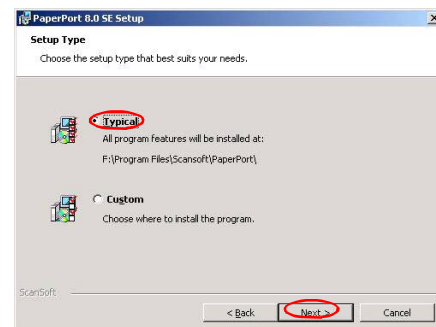 PaperPort 8.0 SE Setup
Setup Type
Choose the setup type that best suits your needs.
Typical
All program features will be installed at:
F:\Program Files\Scansoft\PaperPort\
Custom
Choose where to install the program.
ScanSoft
< Back Next > Cancel